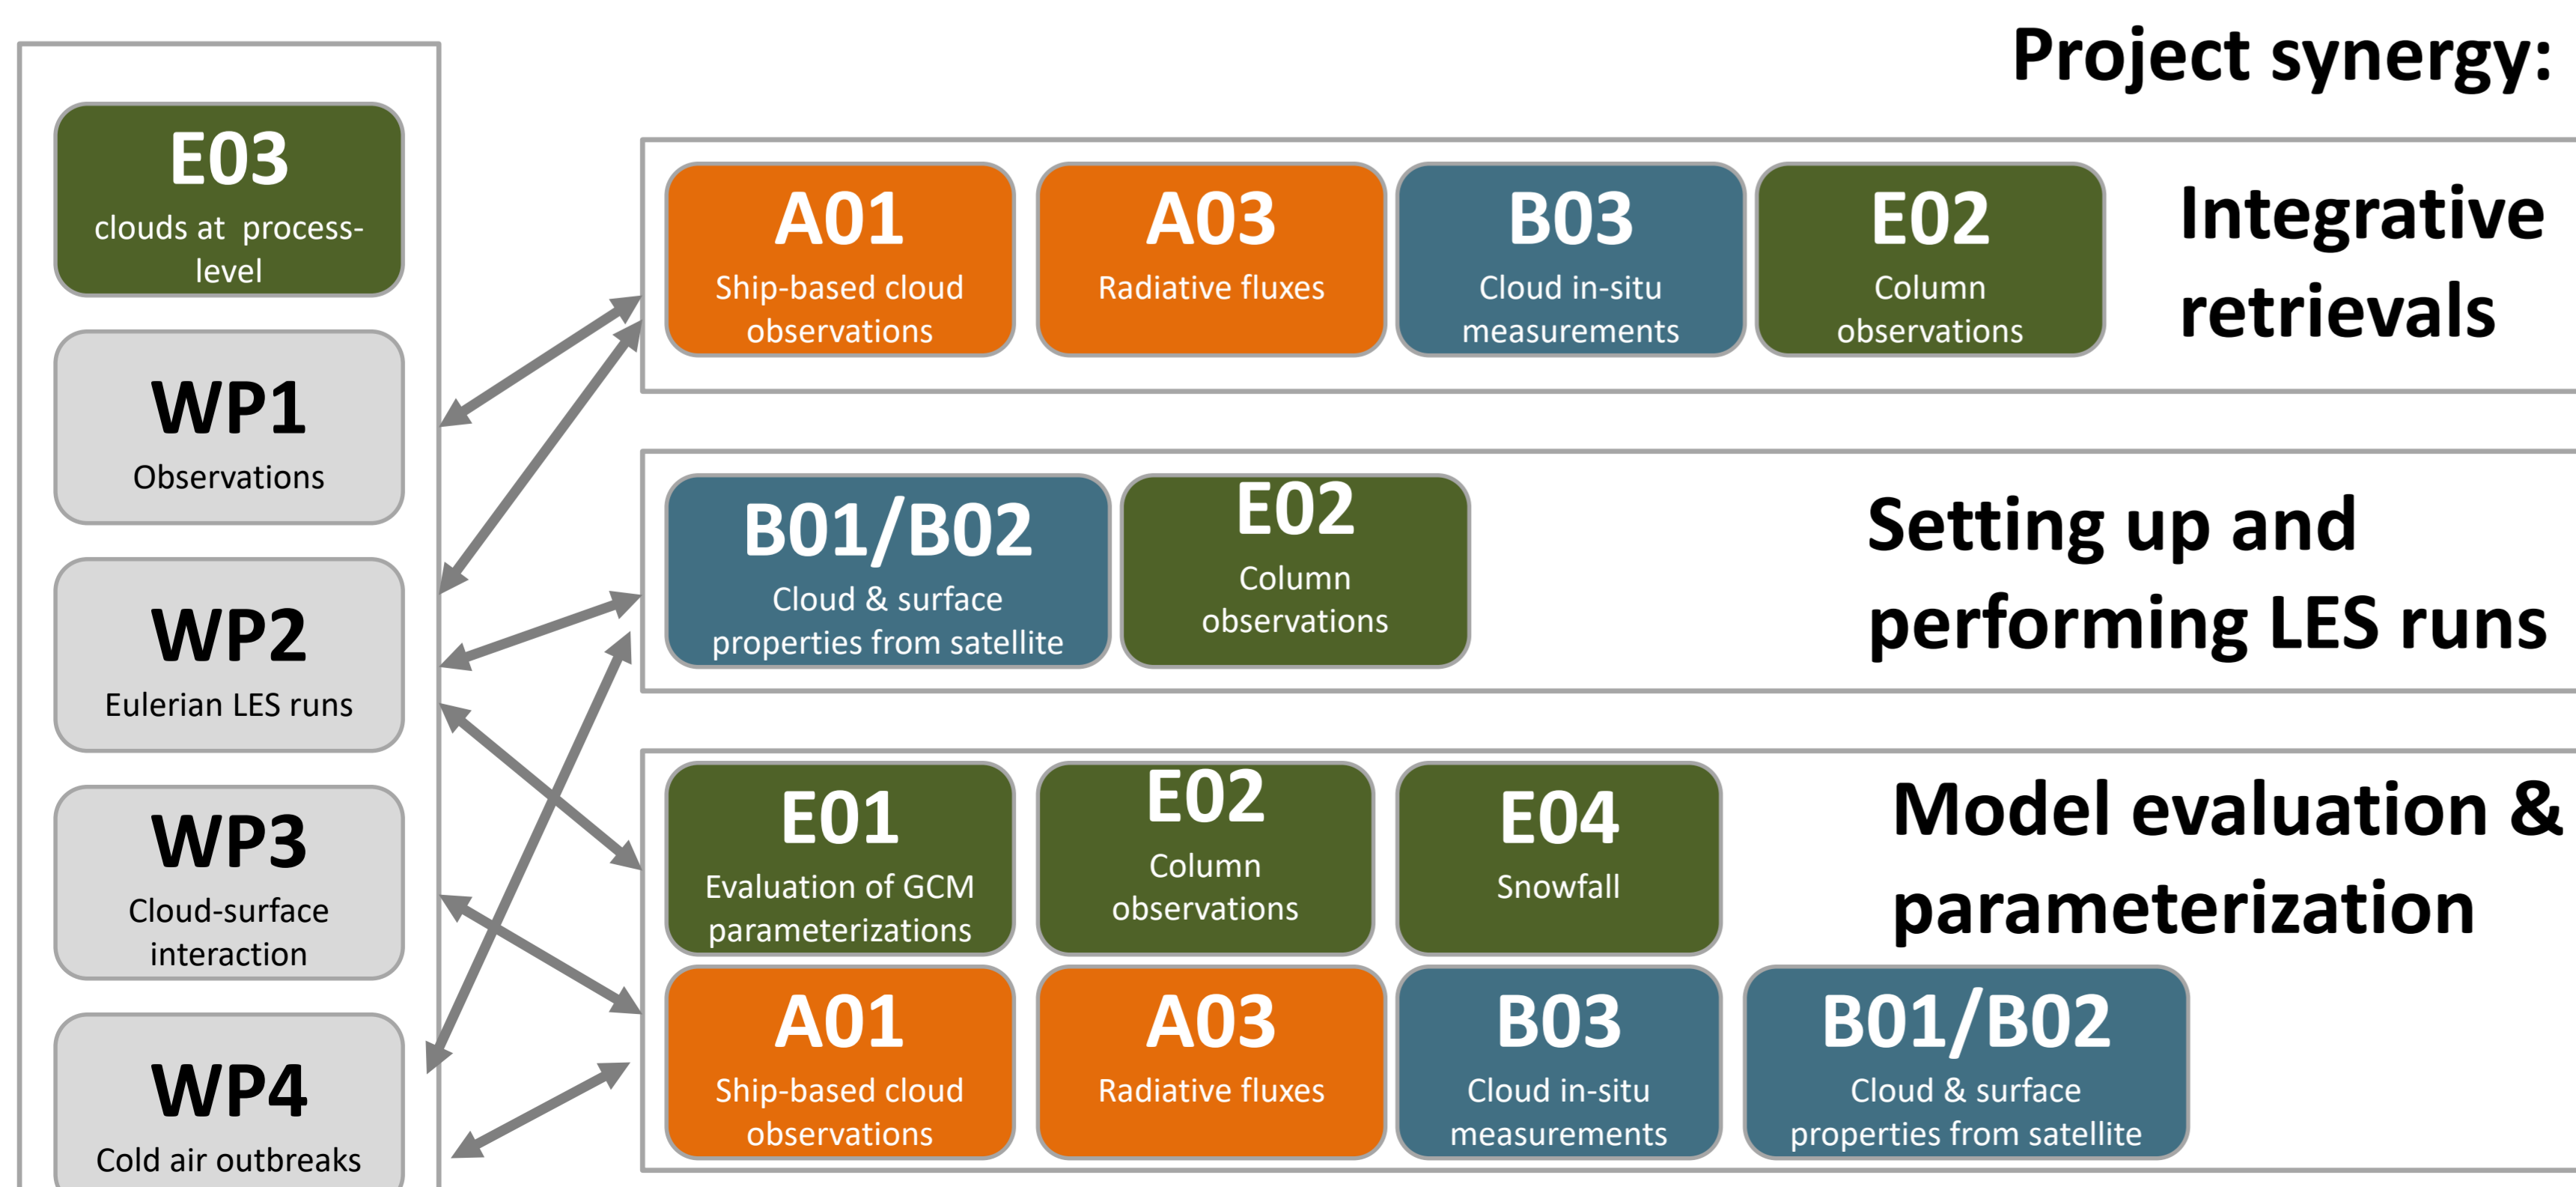 Project synergy:
E03
clouds at process-
level
WP1
Observations
WP2
Eulerian LES runs
WP3
Cloud-surface
interaction
WP4
Cold air outbreaks
A01
Ship-based cloud
observations
A03
Radiative fluxes
B03
Cloud in-situ
measurements
E02
Column
observations
Integrative
retrievals
B01/B02
Cloud & surface
properties from satellite
E02
Column
observations
Setting up and
performing LES runs
E01
Evaluation of GCM
parameterizations
E02
Column
observations
E04
Snowfall
Model evaluation &
parameterization
A01
Ship-based cloud
observations
A03
Radiative fluxes
B03
Cloud in-situ
measurements
B01/B02
Cloud & surface
properties from satellite